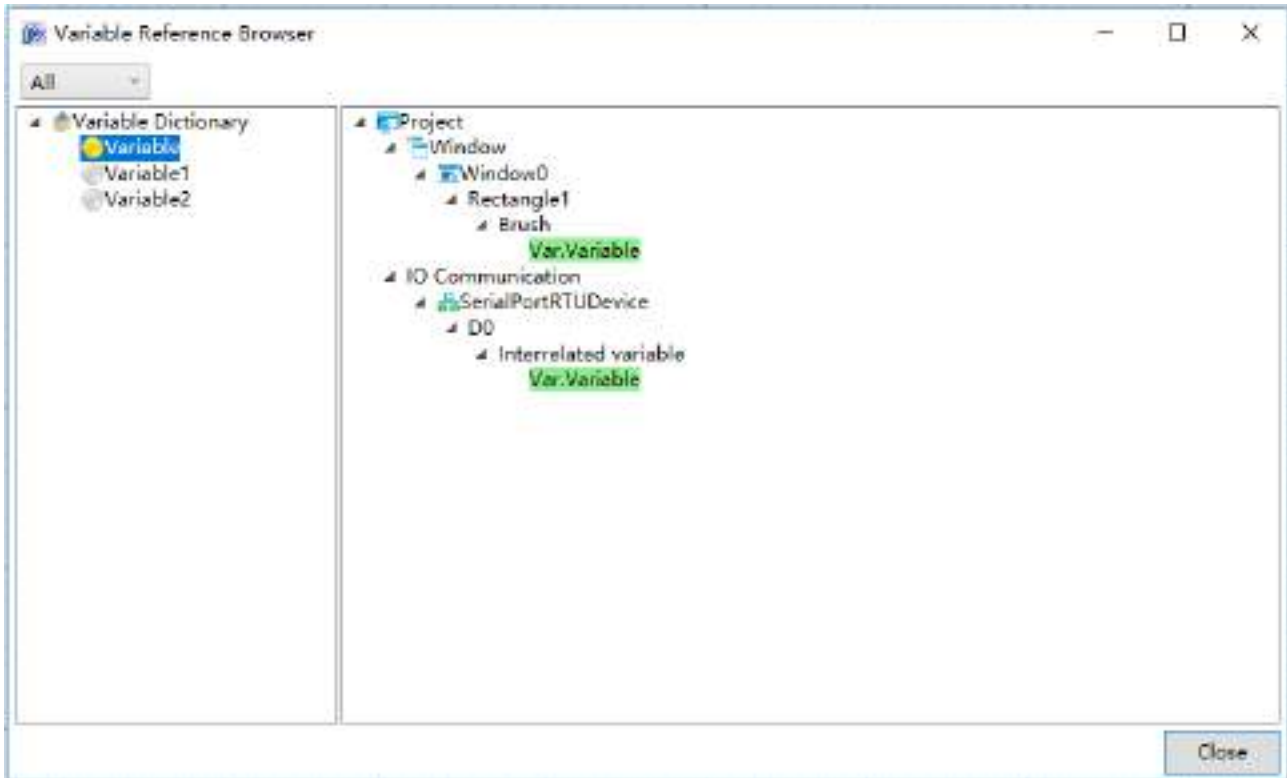 Variable Reference Browser
All
Variable Dictionary
Variable
Variable1
Variable2
Project
Window
Window0
Rectangle1
Brush
Var.Variable
IO Communication
SerialPortRTUDevice
D0
Interrelated variable
Var.Variable
Close